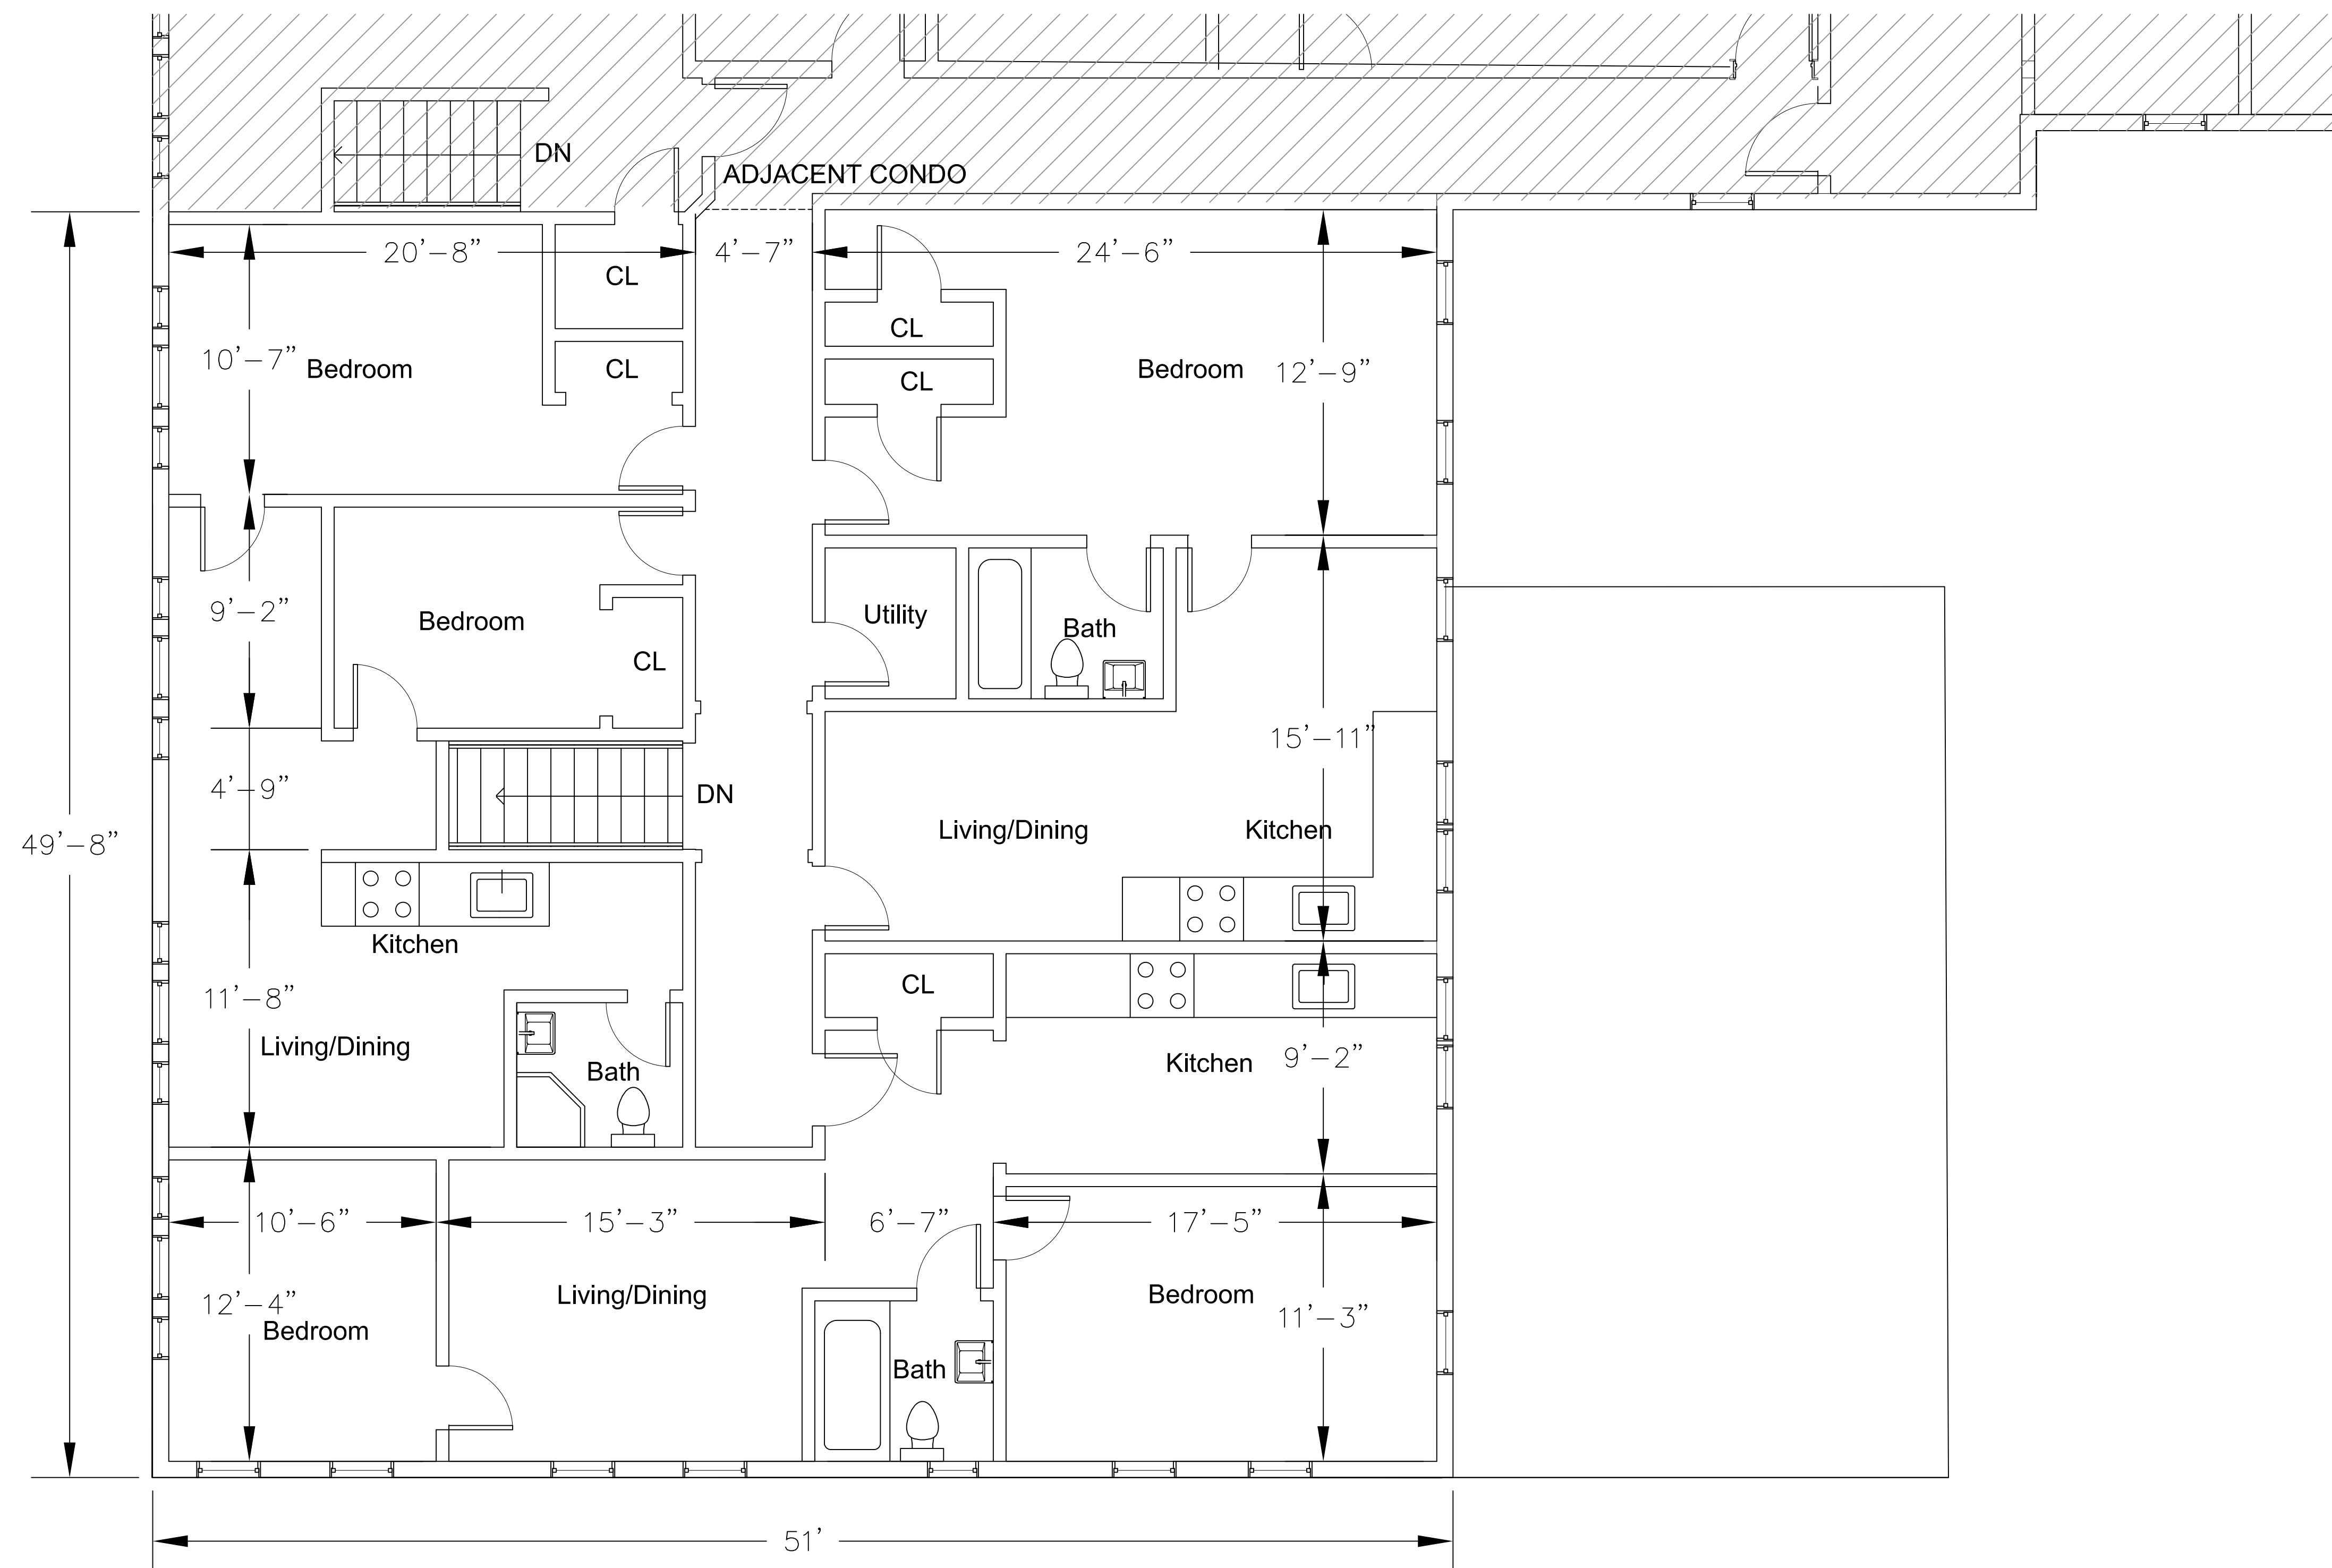 DN
ADJACENT CONDO
20'-8"
4'-7"
24'-6"
CL
CL
10'-7"
Bedroom
CL
CL
Bedroom
12'-9"
9'-2"
Bedroom
Utility
Bath
CL
15'-11"
4'-9"
DN
49'-8"
Living/Dining
Kitchen
Kitchen
11'-8"
CL
Living/Dining
Bath
Kitchen
9'-2"
10'-6"
15'-3"
6'-7"
17'-5"
12'-4"
Bedroom
Living/Dining
Bedroom
11'-3"
Bath
51'